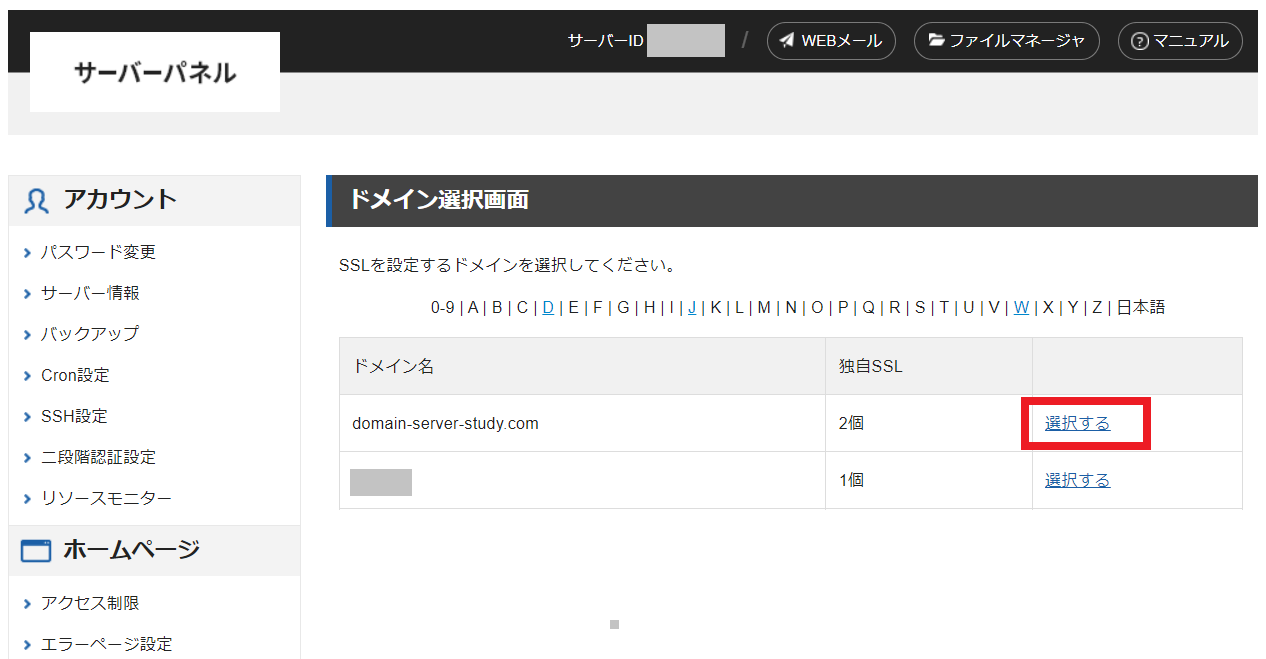 サーバーID / WEBメール ファイルマネージャ ? マニュアル
サーバーパネル
アカウント
パスワード変更
サーバー情報
バックアップ
Cron設定
SSH設定
二段階認証設定
リソースモニター
ホームページ
アクセス制限
エラーページ設定
ドメイン選択画面
SSLを設定するドメインを選択してください。
0-9 | A | B | C | D | E | F | G | H | I | J | K | L | M | N | O | P | Q | R | S | T | U | V | W | X | Y | Z | 日本語
ドメイン名 独自SSL
domain-server-study.com 2個 選択する
1個 選択する